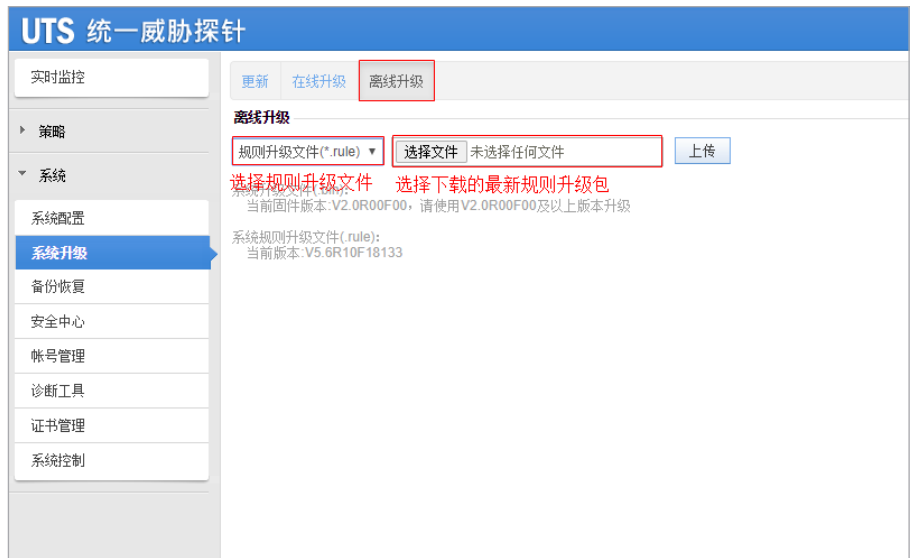 UTS 统一威胁探针
实时监控
策略
系统
系统配置
系统升级
备份恢复
安全中心
帐号管理
诊断工具
证书管理
系统控制
更新 在线升级 离线升级
离线升级
规则升级文件(*.rule) ▼ 选择文件 未选择任何文件 上传
选择规则升级文件 选择下载的最新规则升级包
系统升级文件(.bin):
当前固件版本:V2.0R00F00，请使用V2.0R00F00及以上版本升级
系统规则升级文件(.rule):
当前版本:V5.6R10F18133